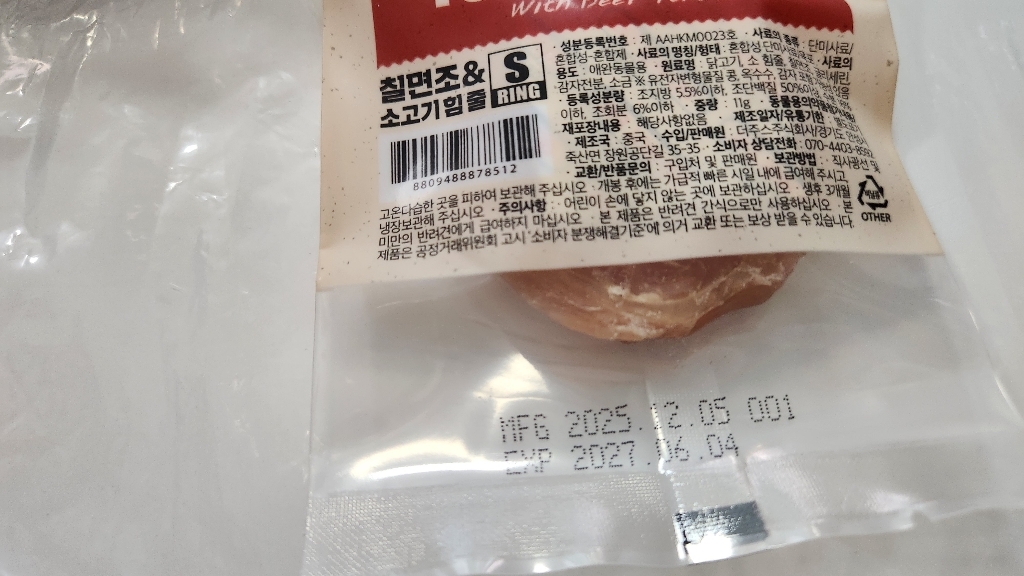 With Beef
칠면조&
소고기 힘줄
S
RING
8809488878512
성분등록번호 : 제 AAHKM0023호 · 사료의 종류 : 단미사료/
혼합성·혼합제 · 사료의 명칭/형태 : 혼합성 단미 · 사료의
용도 : 애완동물용 · 원료명 : 닭고기, 소 힘줄, 글리세린
감자전분 ※유전자변형물질 콩, 옥수수, 감자
등록성분량 : 조지방 5.5%이하, 조단백질 50%이
이하, 조회분 6%이하 · 중량 : 11g · 동물용의약
재포장내용 : 해당사항없음 · 제조일자/유통기한
제조국 : 중국 · 수입/판매원 : 더주스주식회사/경기도
죽산면 장원공단길 35-35 · 소비자 상담전화 : 070-4403-
교환/반품문의 : 구입처 및 판매원 · 보관방법 : 직사광선 및
고온다습한 곳을 피하여 보관해 주십시오 · 개봉 후에는 가급적 빠른 시일 내에 급여해 주시고
냉장보관해 주십시오 · 주의사항 : 어린이 손에 닿지 않는 곳에 보관하십시오 · 생후 3개월
미만의 반려견에게 급여하지 마십시오 · 본 제품은 반려견 간식으로만 사용하십시오 · 본
제품은 공정거래위원회 고시 '소비자 분쟁해결기준'에 의거 교환 또는 보상 받을 수 있습니다.
OTHER
MFG 2025.12.05 001
EXP 2027 06.04